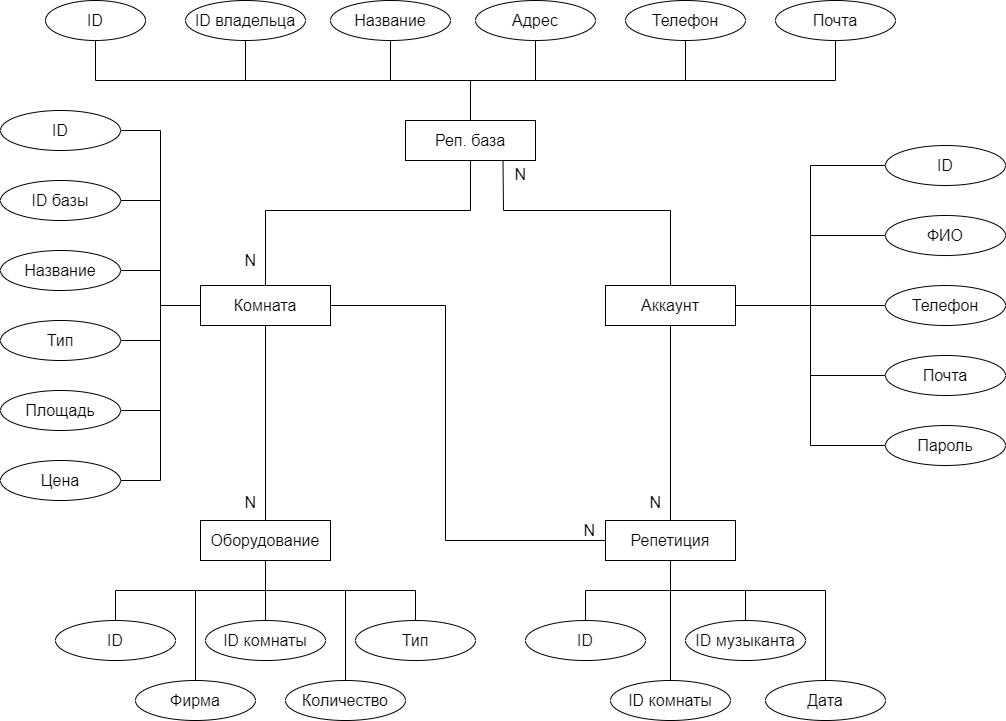 ID
ID владельца
Название
Адрес
Телефон
Почта
Реп. база
N
ID
ID базы
Название
Тип
Площадь
Цена
N
Комната
Аккаунт
ID
ФИО
Телефон
Почта
Пароль
N
Оборудование
N
N
Репетиция
ID
ID комнаты
Тип
Фирма
Количество
ID
ID музыканта
ID комнаты
Дата